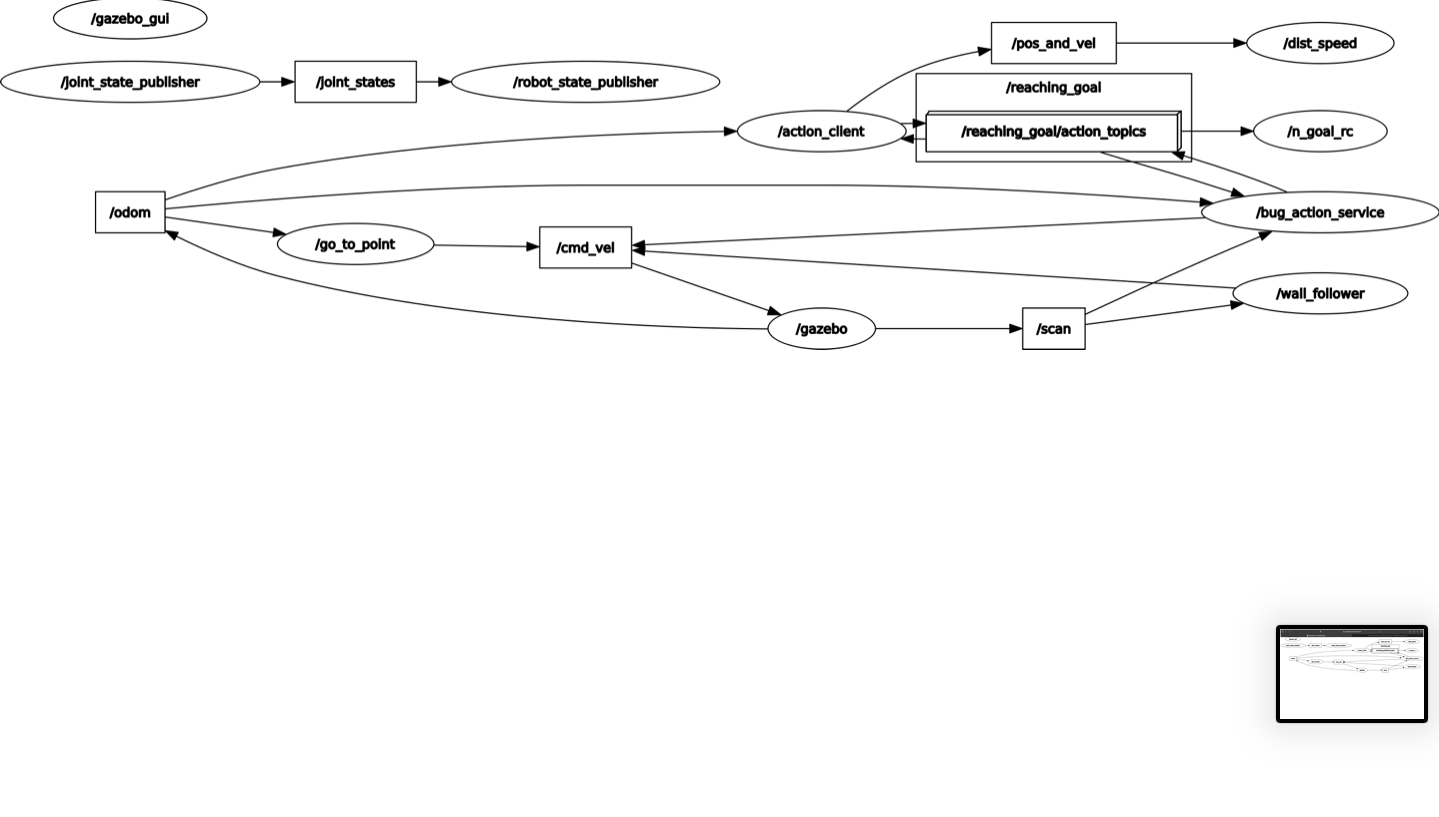 /gazebo_gui
/joint_state_publisher
/joint_states
/robot_state_publisher
/pos_and_vel
/dist_speed
/reaching_goal
/action_client
/reaching_goal/action_topics
/n_goal_rc
/odom
/go_to_point
/cmd_vel
/bug_action_service
/wall_follower
/gazebo
/scan